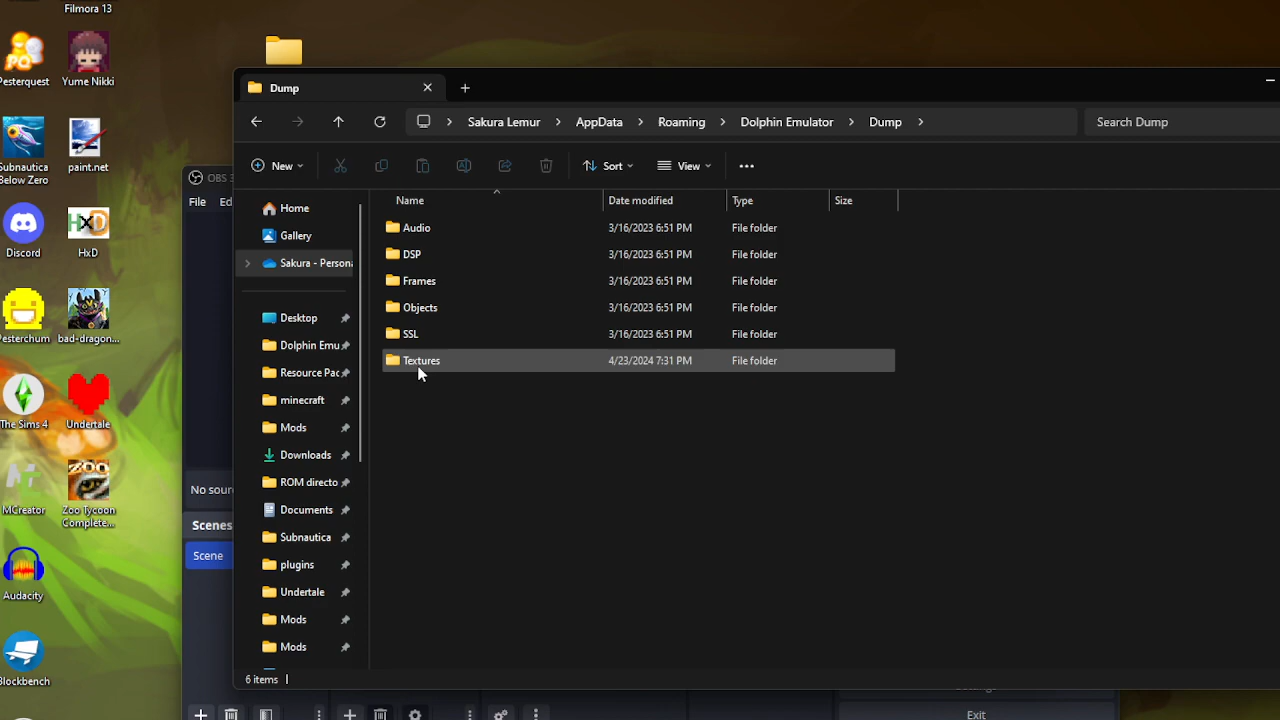 Filmora 13
Pesterquest
Yume Nikki
Subnautica
Below Zero
paint.net
Discord
HxD
Pesterchum
bad-dragon...
The Sims 4
Undertale
MCreator
Zoo Tycoon
Complete...
Audacity
Blockbench
OBS 3
File Ed
No sour
Scenes
Scene
Dump
Sakura Lemur > AppData > Roaming > Dolphin Emulator > Dump >
Search Dump
New
Sort
View
Home
Gallery
Sakura - Persona
Desktop
Dolphin Emu
Resource Pac
minecraft
Mods
Downloads
ROM directo
Documents
Subnautica
plugins
Undertale
Mods
Mods
Name Date modified Type Size
Audio 3/16/2023 6:51 PM File folder
DSP 3/16/2023 6:51 PM File folder
Frames 3/16/2023 6:51 PM File folder
Objects 3/16/2023 6:51 PM File folder
SSL 3/16/2023 6:51 PM File folder
Textures 4/23/2024 7:31 PM File folder
6 items
Exit